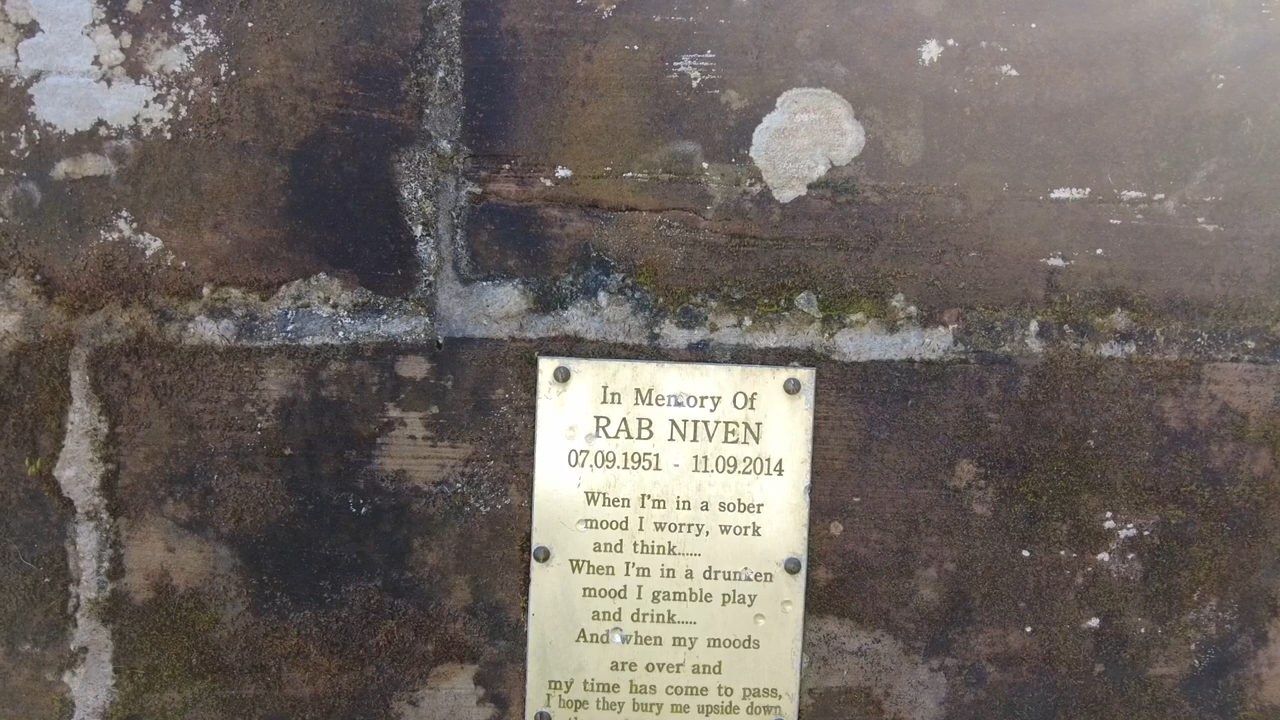 In Memory Of
RAB NIVEN
07.09.1951 - 11.09.2014
When I'm in a sober
mood I worry, work
and think......
When I'm in a drunken
mood I gamble play
and drink.....
And when my moods
are over and
my time has come to pass,
I hope they bury me upside down